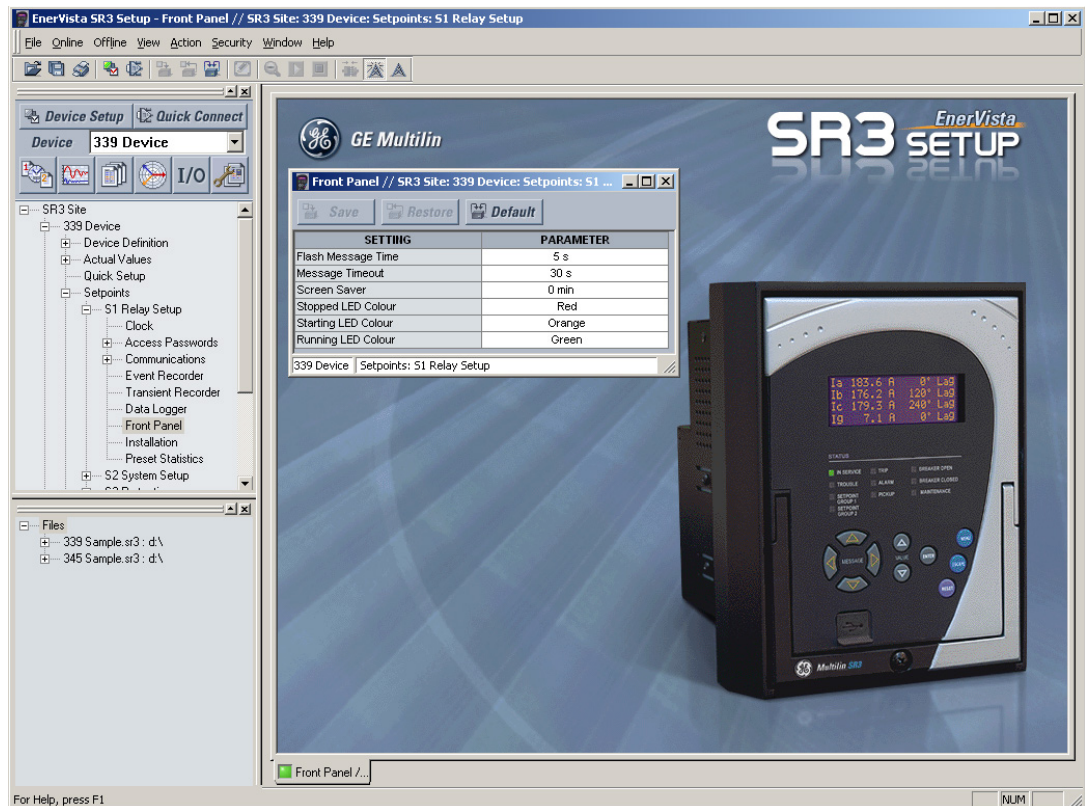 EnerVista SR3 Setup - Front Panel // SR3 Site: 339 Device: Setpoints: S1 Relay Setup
File Online Offline View Action Security Window Help
Device Setup Quick Connect
Device 339 Device
I/O
SR3 Site
339 Device
Device Definition
Actual Values
Quick Setup
Setpoints
S1 Relay Setup
Clock
Access Passwords
Communications
Event Recorder
Transient Recorder
Data Logger
Front Panel
Installation
Preset Statistics
S2 System Setup
Files
339 Sample.sr3 : d:\
345 Sample.sr3 : d:\
GE Multilin
SR3 EnerVista
SETUP
Front Panel // SR3 Site: 339 Device: Setpoints: S1 ...
Save Restore Default
SETTING PARAMETER
Flash Message Time 5 s
Message Timeout 30 s
Screen Saver 0 min
Stopped LED Colour Red
Starting LED Colour Orange
Running LED Colour Green
339 Device Setpoints: S1 Relay Setup
Ia 183.6 A 0° Lag
Ib 176.2 A 120° Lag
Ic 179.3 A 240° Lag
Ig 7.1 A 0° Lag
STATUS
IN SERVICE TRIP BREAKER OPEN
TROUBLE ALARM BREAKER CLOSED
SETPOINT GROUP 1 PICKUP MAINTENANCE
SETPOINT GROUP 2
MESSAGE VALUE ENTER MENU
ESCAPE
RESET
Multilin SR3
Front Panel /...
For Help, press F1
NUM